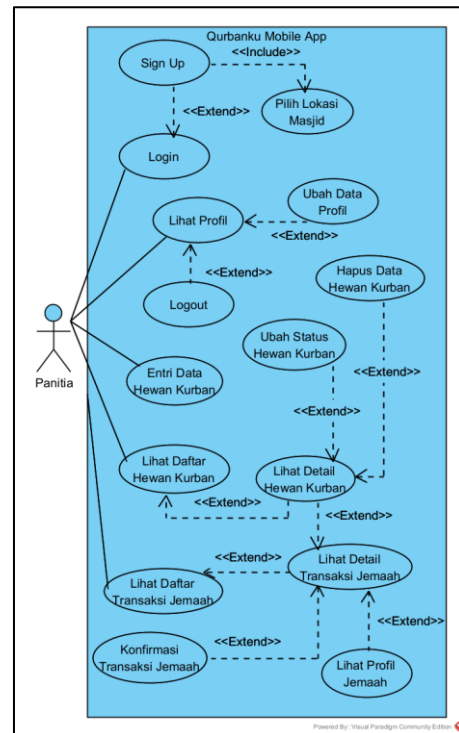 Qurbanku Mobile App
Sign Up
<<Include>>
Pilih Lokasi
Masjid
<<Extend>>
Login
Lihat Profil
Ubah Data
Profil
<<Extend>>
<<Extend>>
Logout
Hapus Data
Hewan Kurban
Ubah Status
Hewan Kurban
Panitia
Entri Data
Hewan Kurban
<<Extend>>
<<Extend>>
Lihat Daftar
Hewan Kurban
Lihat Detail
Hewan Kurban
<<Extend>>
<<Extend>>
<<Extend>>
Lihat Detail
Transaksi Jemaah
Lihat Daftar
Transaksi Jemaah
<<Extend>>
Konfirmasi
Transaksi Jemaah
<<Extend>>
Lihat Profil
Jemaah
Powered By : Visual Paradigm Community Edition